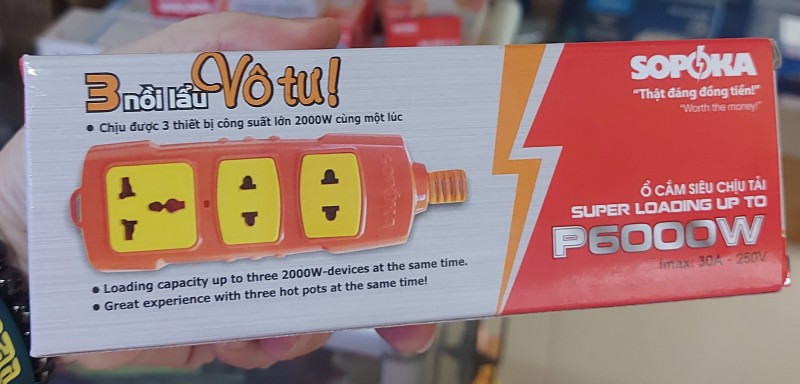 3 nồi lẩu Vô tư!
• Chịu được 3 thiết bị công suất lớn 2000W cùng một lúc
• Loading capacity up to three 2000W-devices at the same time.
• Great experience with three hot pots at the same time!
SOPOKA
"Thật đáng đồng tiền!"
"Worth the money!"
Ổ CẮM SIÊU CHỊU TẢI
SUPER LOADING UP TO
P6000W
Imax: 30A - 250V